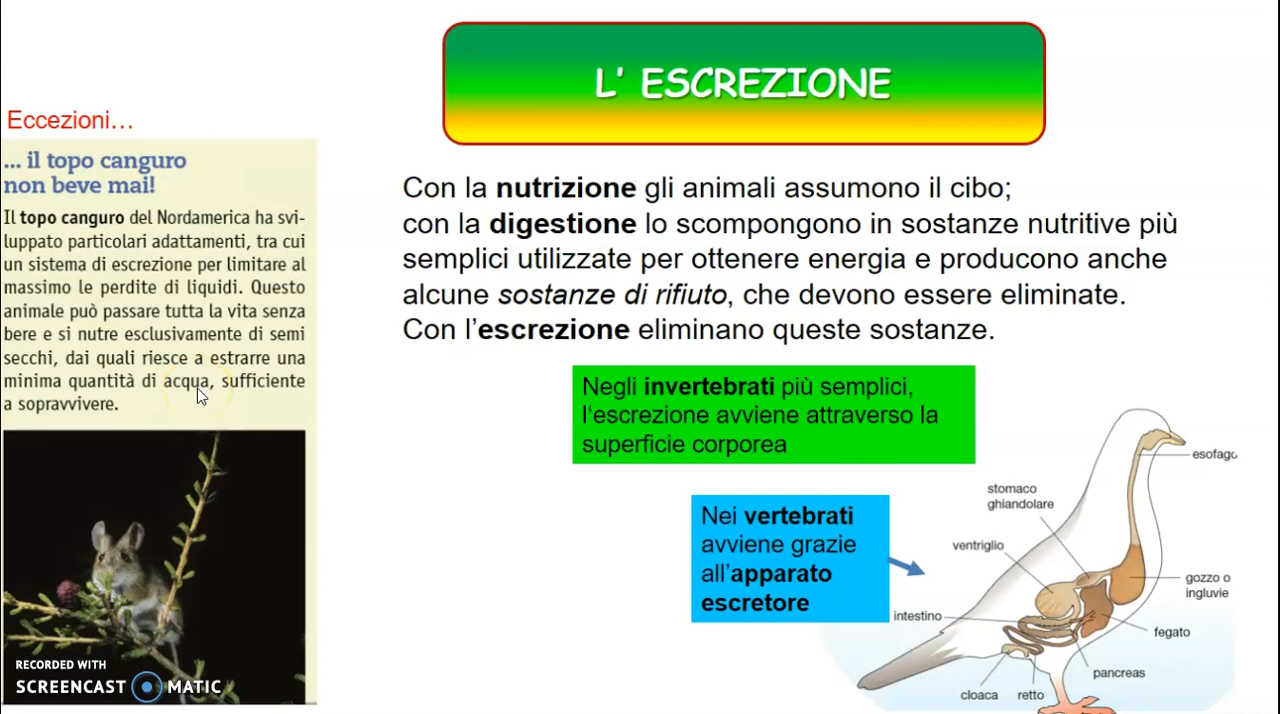 L' ESCREZIONE
Eccezioni...
... il topo canguro
non beve mai!
Il topo canguro del Nordamerica ha svi-
luppato particolari adattamenti, tra cui
un sistema di escrezione per limitare al
massimo le perdite di liquidi. Questo
animale può passare tutta la vita senza
bere e si nutre esclusivamente di semi
secchi, dai quali riesce a estrarre una
minima quantità di acqua, sufficiente
a sopravvivere.
Con la nutrizione gli animali assumono il cibo;
con la digestione lo scompongono in sostanze nutritive più
semplici utilizzate per ottenere energia e producono anche
alcune sostanze di rifiuto, che devono essere eliminate.
Con l'escrezione eliminano queste sostanze.
Negli invertebrati più semplici,
l'escrezione avviene attraverso la
superficie corporea
Nei vertebrati
avviene grazie
all'apparato
escretore
esofago
stomaco
ghiandolare
ventriglio
gozzo o
ingluvie
intestino
fegato
pancreas
cloaca
retto
RECORDED WITH
SCREENCAST MATIC